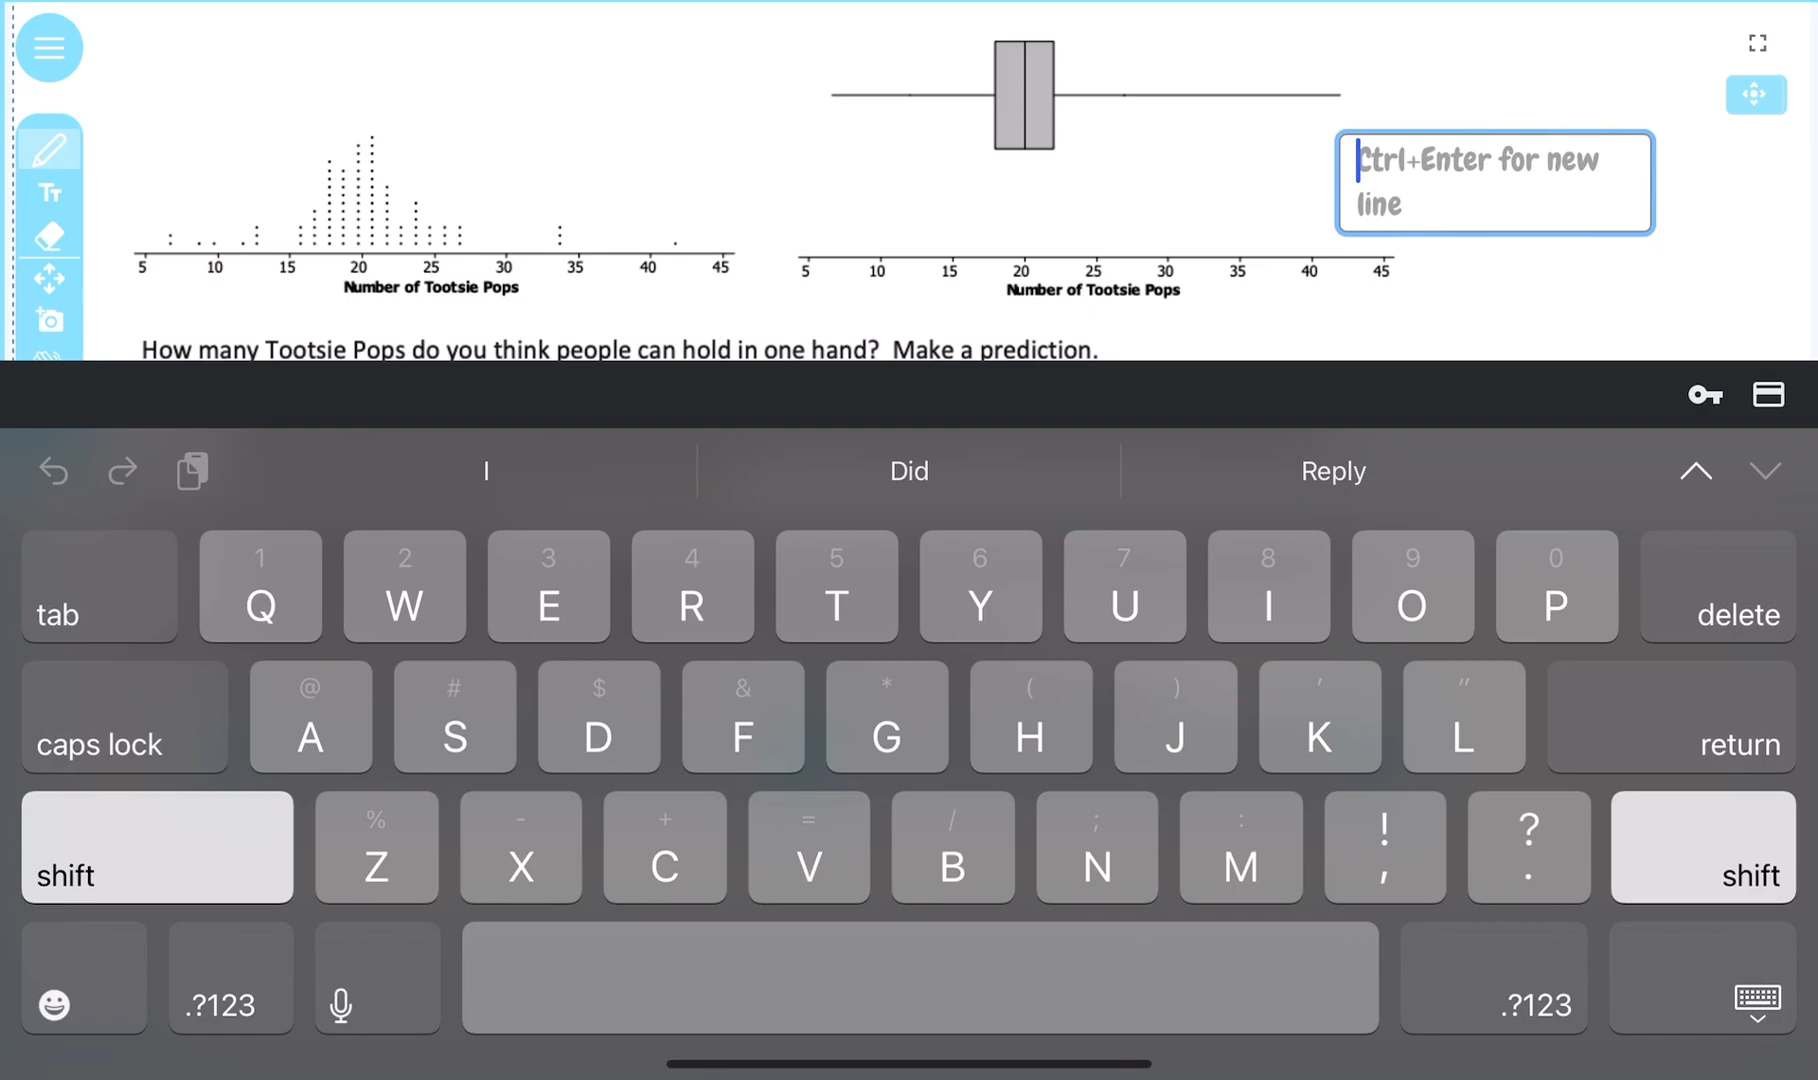 Ctrl+Enter for new
line
Tт
5 10 15 20 25 30 35 40 45
Number of Tootsie Pops
5 10 15 20 25 30 35 40 45
Number of Tootsie Pops
How many Tootsie Pops do you think people can hold in one hand? Make a prediction.
I Did Reply
1 2 3 4 5 6 7 8 9 0
tab Q W E R T Y U I O P delete
@ # $ & * ( ) ' "
caps lock A S D F G H J K L return
% - + = / ; : ! ?
shift Z X C V B N M , . shift
.?123 .?123